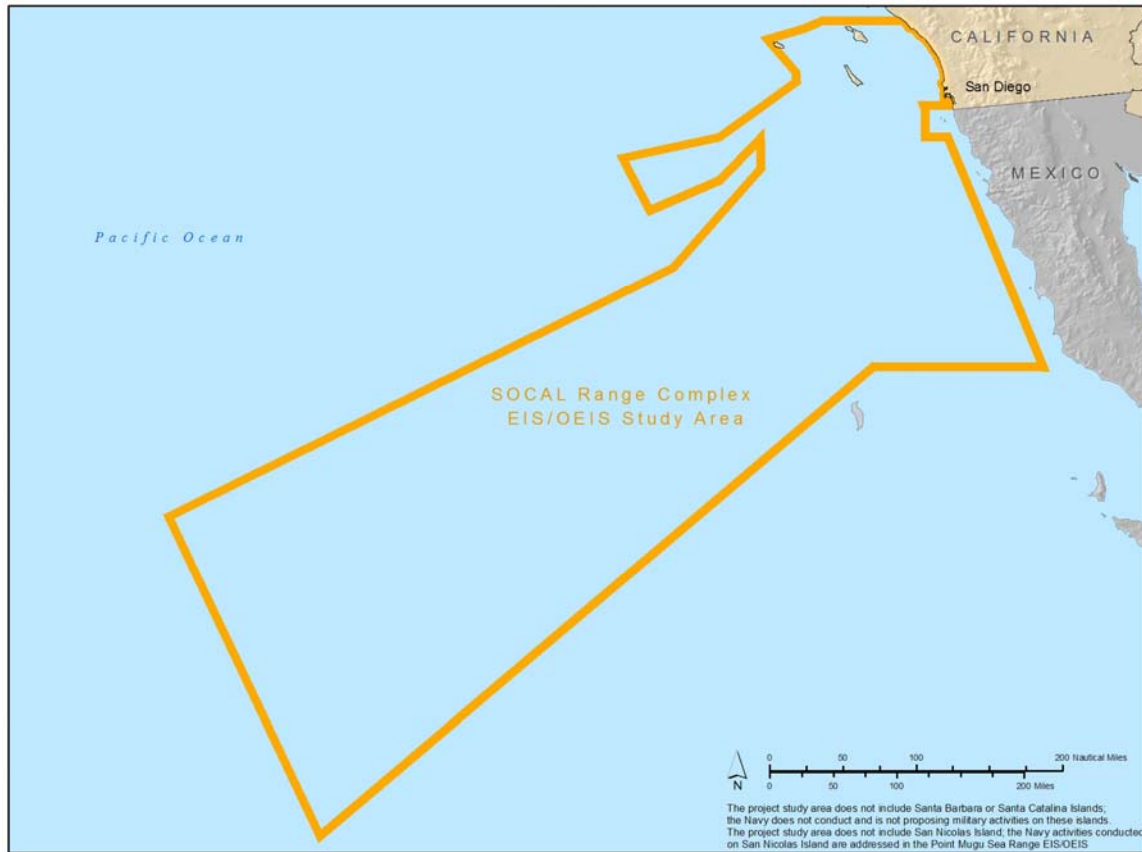 CALIFORNIA
San Diego
MEXICO
Pacific Ocean
SOCAL Range Complex
EIS/OEIS Study Area
0 50 100 200 Nautical Miles
N
0 50 100 200 Miles
The project study area does not include Santa Barbara or Santa Catalina Islands;
the Navy does not conduct and is not proposing military activities on these islands.
The project study area does not include San Nicolas Island; the Navy activities conducted
on San Nicolas Island are addressed in the Point Mugu Sea Range EIS/OEIS